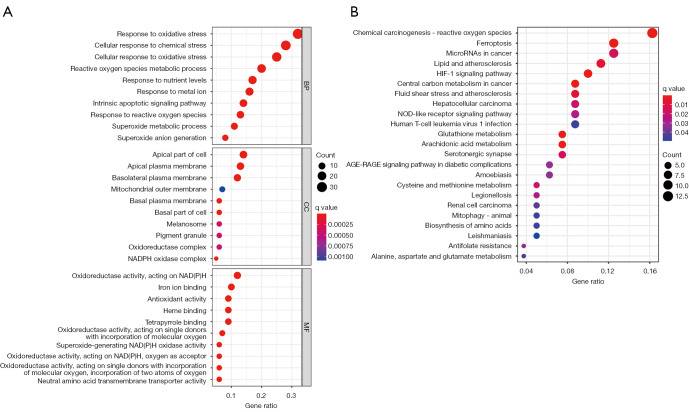 A
Response to oxidative stress
Cellular response to chemical stress
Cellular response to oxidative stress
Reactive oxygen species metabolic process
Response to nutrient levels
Response to metal ion
Intrinsic apoptotic signaling pathway
Response to reactive oxygen species
Superoxide metabolic process
Superoxide anion generation
BP
Apical part of cell
Apical plasma membrane
Basolateral plasma membrane
Mitochondrial outer membrane
Basal plasma membrane
Basal part of cell
Melanosome
Pigment granule
Oxidoreductase complex
NADPH oxidase complex
CC
Oxidoreductase activity, acting on NAD(P)H
Iron ion binding
Antioxidant activity
Heme binding
Tetrapyrrole binding
Oxidoreductase activity, acting on single donors
with incorporation of molecular oxygen
Superoxide-generating NAD(P)H oxidase activity
Oxidoreductase activity, acting on NAD(P)H, oxygen as acceptor
Oxidoreductase activity, acting on single donors with incorporation
of molecular oxygen, incorporation of two atoms of oxygen
Neutral amino acid transmembrane transporter activity
MF
0.1 0.2 0.3
Gene ratio
Count
10
20
30
q value
0.00025
0.00050
0.00075
0.00100
B
Chemical carcinogenesis - reactive oxygen species
Ferroptosis
MicroRNAs in cancer
Lipid and atherosclerosis
HIF-1 signaling pathway
Central carbon metabolism in cancer
Fluid shear stress and atherosclerosis
Hepatocellular carcinoma
NOD-like receptor signaling pathway
Human T-cell leukemia virus 1 infection
Glutathione metabolism
Arachidonic acid metabolism
Serotonergic synapse
AGE-RAGE signaling pathway in diabetic complications
Amoebiasis
Cysteine and methionine metabolism
Legionellosis
Renal cell carcinoma
Mitophagy - animal
Biosynthesis of amino acids
Leishmaniasis
Antifolate resistance
Alanine, aspartate and glutamate metabolism
0.04 0.08 0.12 0.16
Gene ratio
q value
0.01
0.02
0.03
0.04
Count
5.0
7.5
10.0
12.5